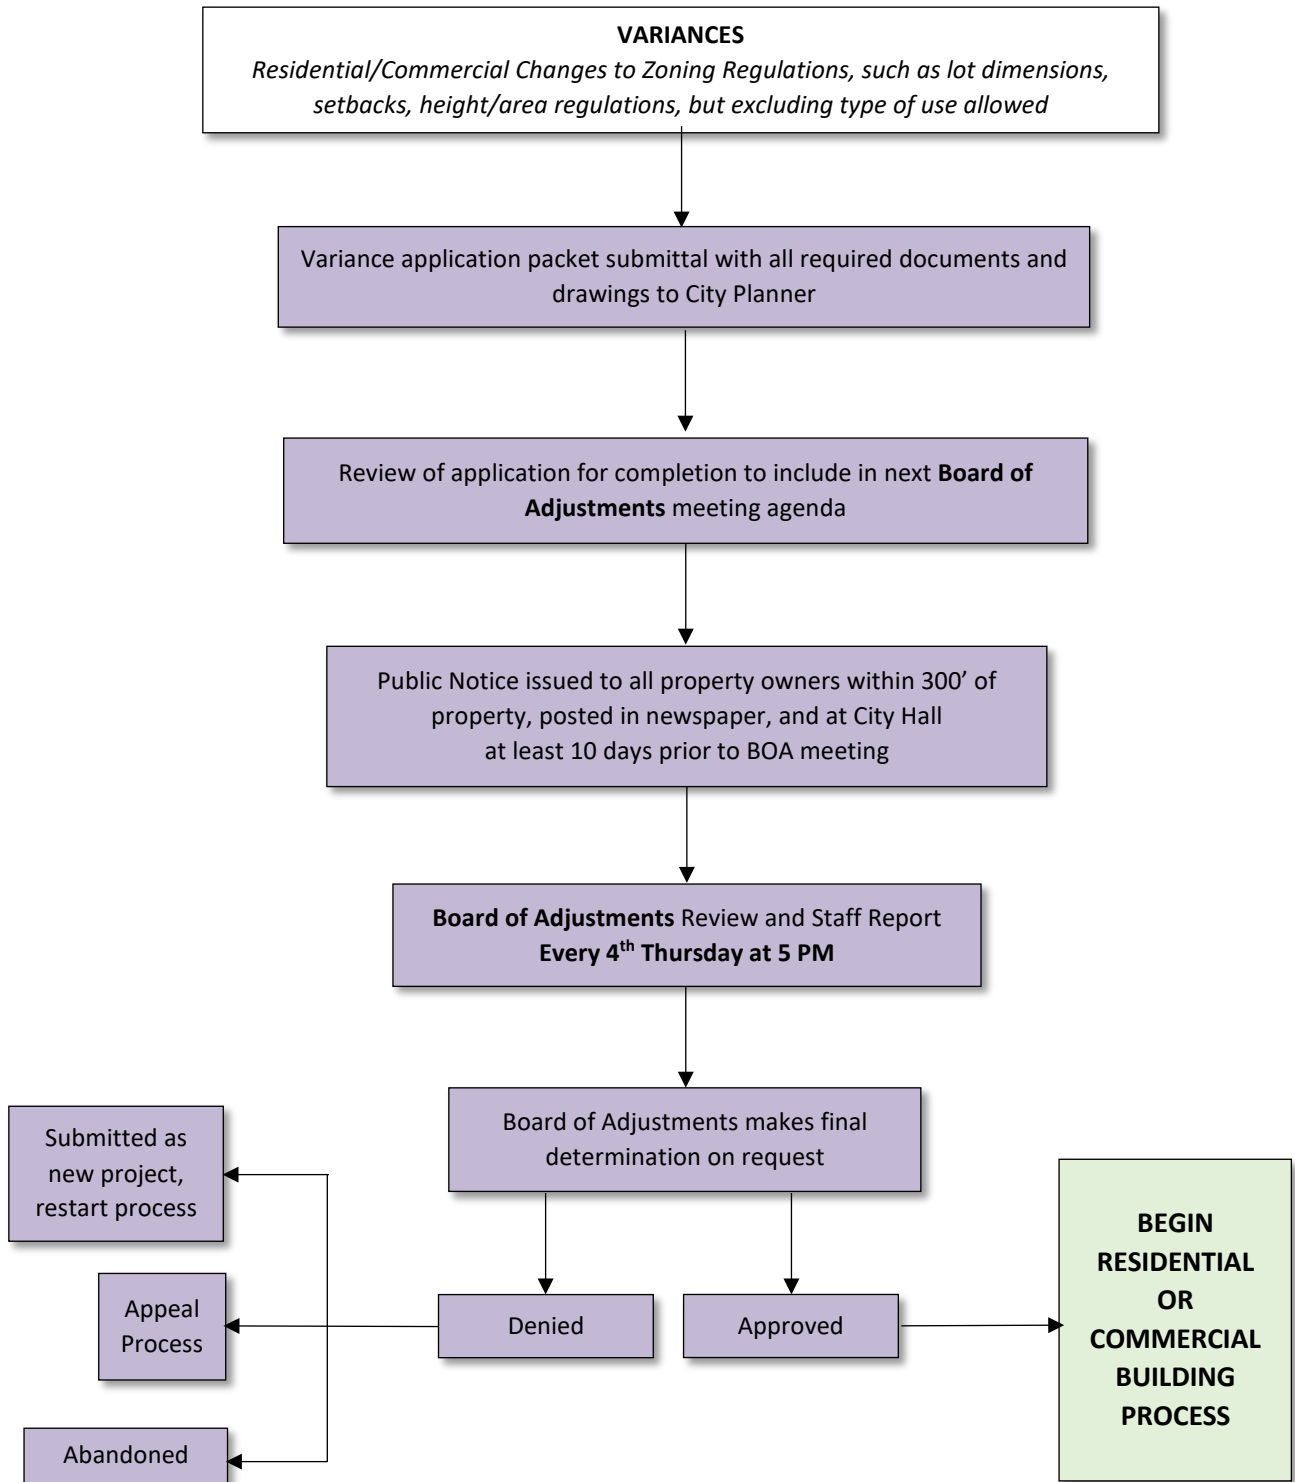 VARIANCES
Residential/Commercial Changes to Zoning Regulations, such as lot dimensions,
setbacks, height/area regulations, but excluding type of use allowed
Variance application packet submittal with all required documents and
drawings to City Planner
Review of application for completion to include in next Board of
Adjustments meeting agenda
Public Notice issued to all property owners within 300’ of
property, posted in newspaper, and at City Hall
at least 10 days prior to BOA meeting
Board of Adjustments Review and Staff Report
Every 4th Thursday at 5 PM
Board of Adjustments makes final
determination on request
Submitted as
new project,
restart process
Appeal
Process
Abandoned
Denied
Approved
BEGIN
RESIDENTIAL
OR
COMMERCIAL
BUILDING
PROCESS